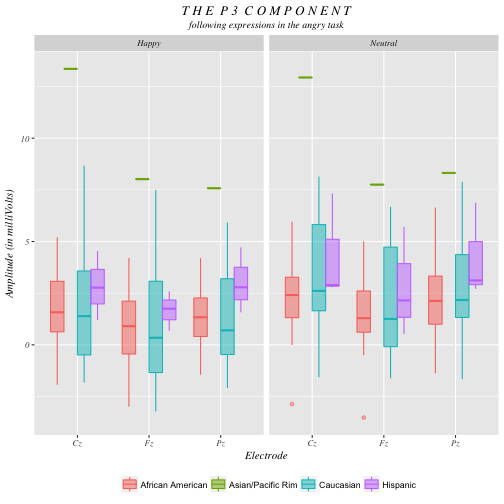 THE P3 COMPONENT
following expressions in the angry task
Happy Neutral
10
5
0
Amplitude (in milliVolts)
Cz Fz Pz Cz Fz Pz
Electrode
African American Asian/Pacific Rim Caucasian Hispanic